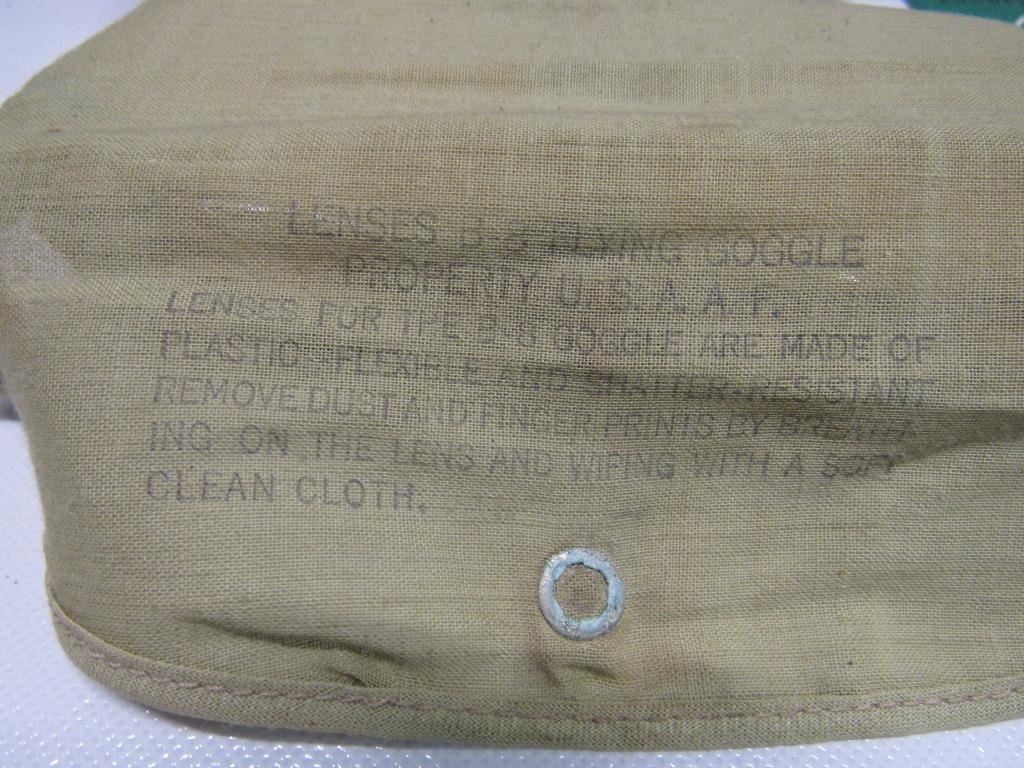 LENSES B-8 FLYING GOGGLE
PROPERTY U. S. A. A. F.
LENSES FOR THE B-8 GOGGLE ARE MADE OF
PLASTIC--FLEXIBLE AND SHATTER-RESISTANT
REMOVE DUST AND FINGER PRINTS BY BREATH-
ING ON THE LENS AND WIPING WITH A SOFT
CLEAN CLOTH.